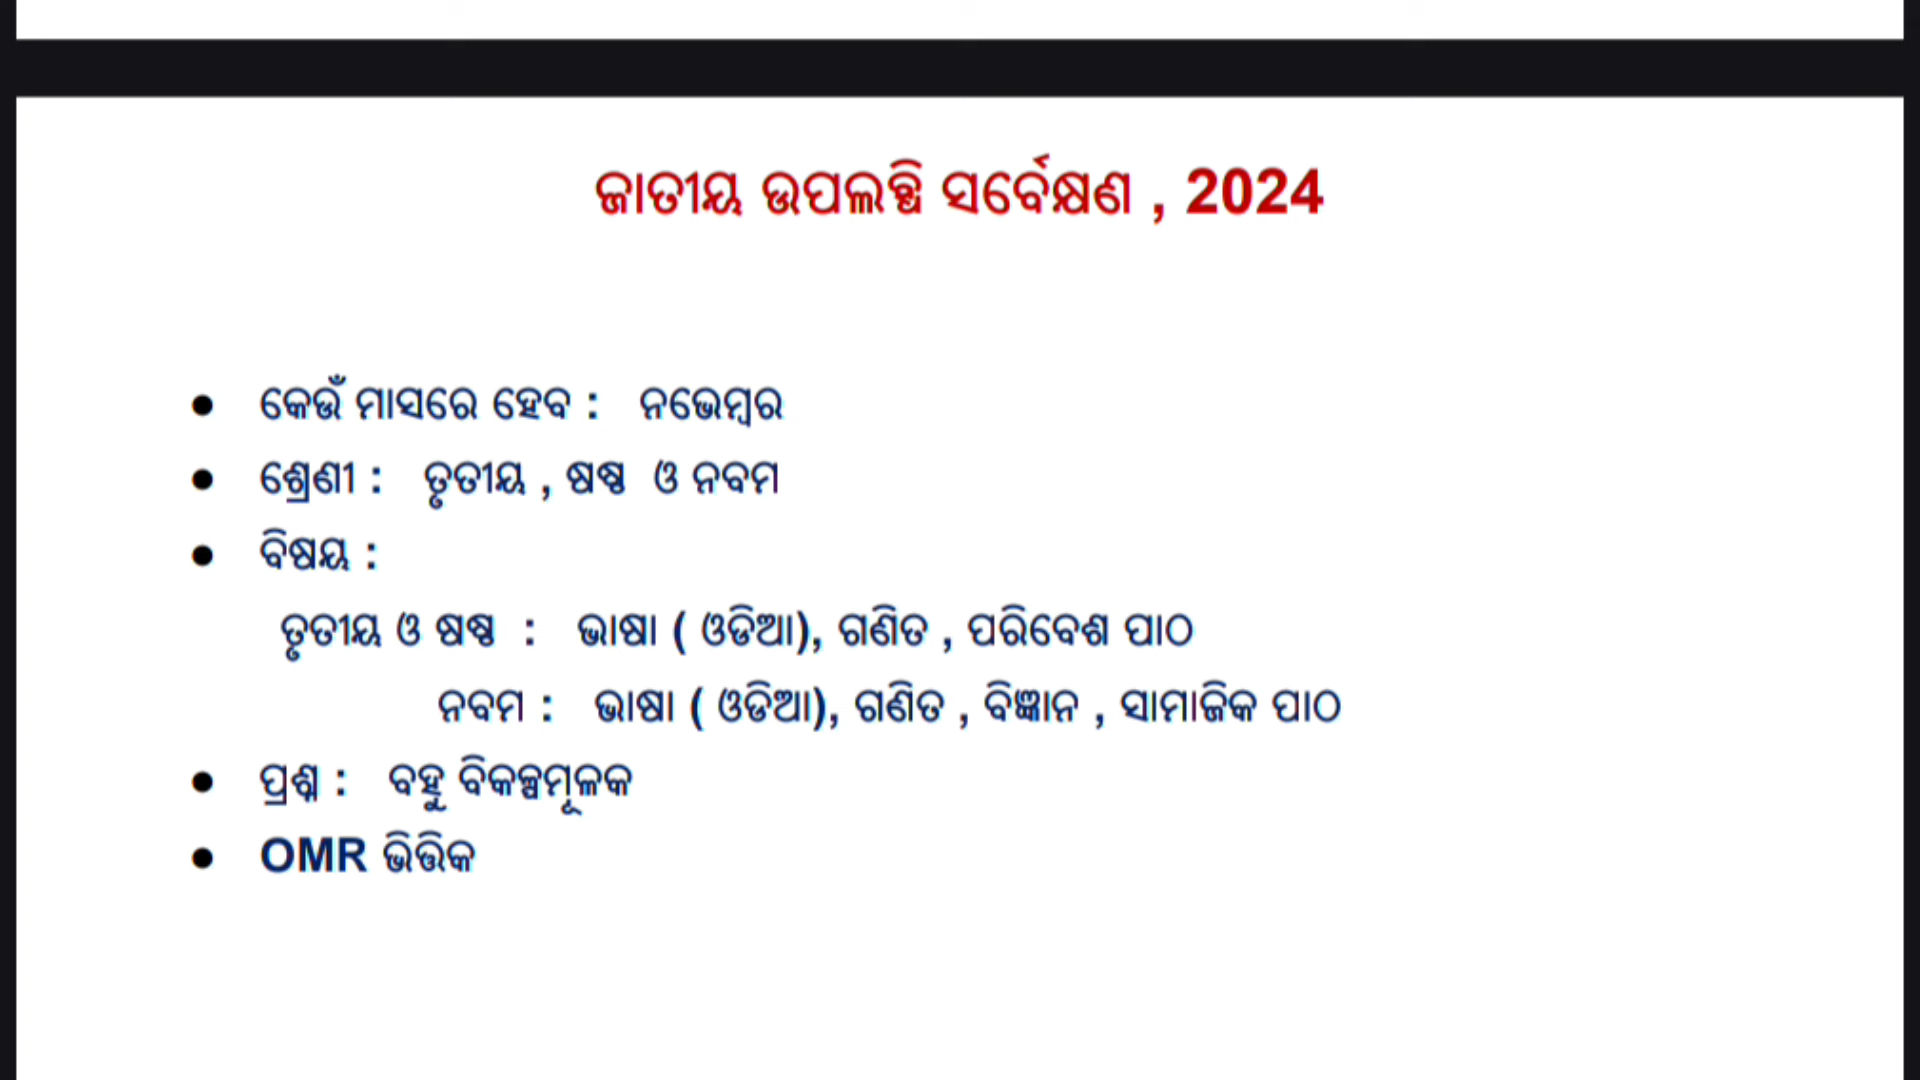 ଜାତୀୟ ଉପଲବ୍ଧି ସର୍ବେକ୍ଷଣ , 2024
● କେଉଁ ମାସରେ ହେବ : ନଭେମ୍ବର
● ଶ୍ରେଣୀ : ତୃତୀୟ , ଷଷ୍ଠ ଓ ନବମ
● ବିଷୟ :
ତୃତୀୟ ଓ ଷଷ୍ଠ : ଭାଷା ( ଓଡିଆ), ଗଣିତ , ପରିବେଶ ପାଠ
ନବମ : ଭାଷା ( ଓଡିଆ), ଗଣିତ , ବିଜ୍ଞାନ , ସାମାଜିକ ପାଠ
● ପ୍ରଶ୍ନ : ବହୁ ବିକଳ୍ପମୂଳକ
● OMR ଭିତ୍ତିକ